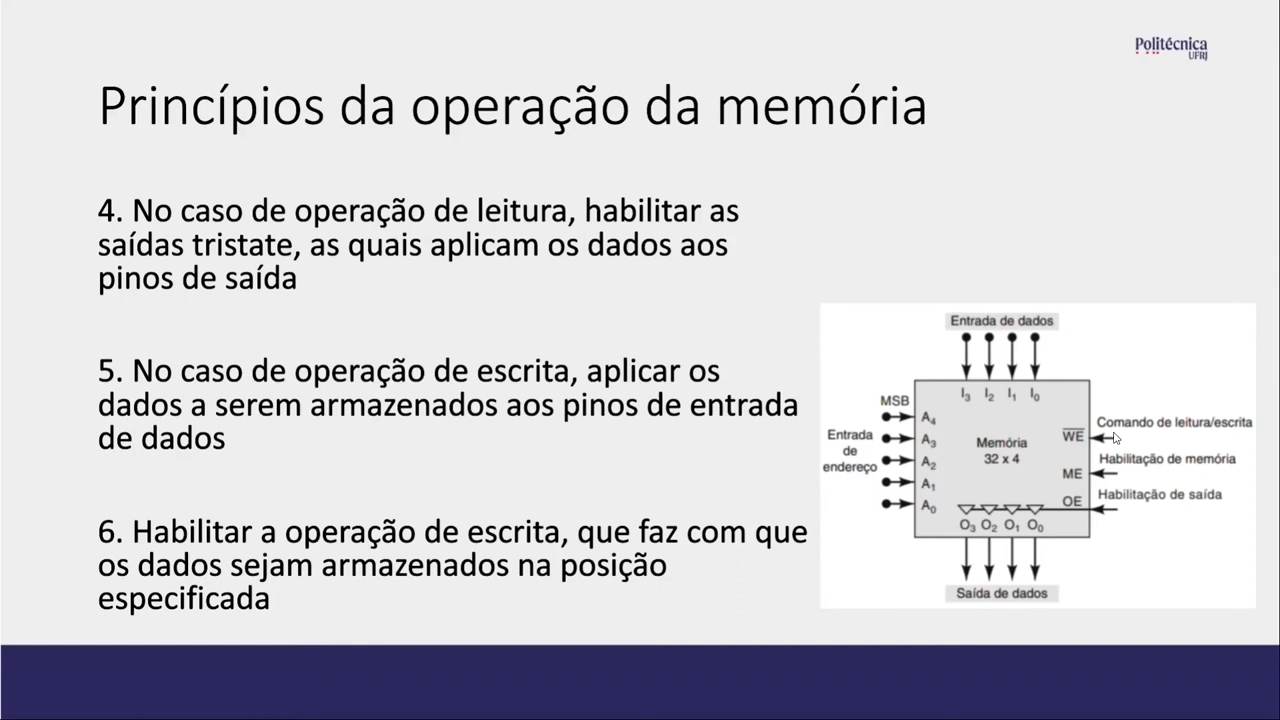 Politécnica
UFRJ
Princípios da operação da memória
4. No caso de operação de leitura, habilitar as
saídas tristate, as quais aplicam os dados aos
pinos de saída
5. No caso de operação de escrita, aplicar os
dados a serem armazenados aos pinos de entrada
de dados
6. Habilitar a operação de escrita, que faz com que
os dados sejam armazenados na posição
especificada
Entrada de dados
I₃ I₂ I₁ I₀
MSB
A₄
A₃
A₂
A₁
A₀
Entrada
de
endereço
Memória
32 x 4
W̅E̅
ME
OE
Comando de leitura/escrita
Habilitação de memória
Habilitação de saída
O₃ O₂ O₁ O₀
Saída de dados